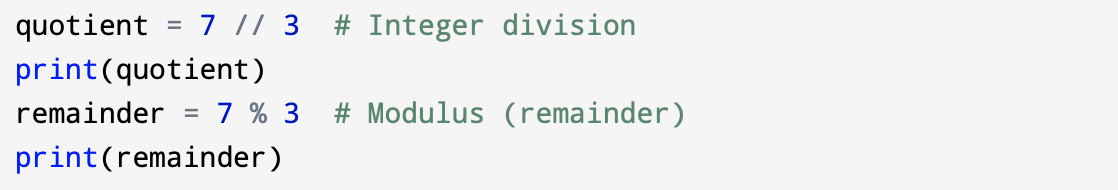 quotient = 7 // 3  # Integer division
print(quotient)
remainder = 7 % 3  # Modulus (remainder)
print(remainder)